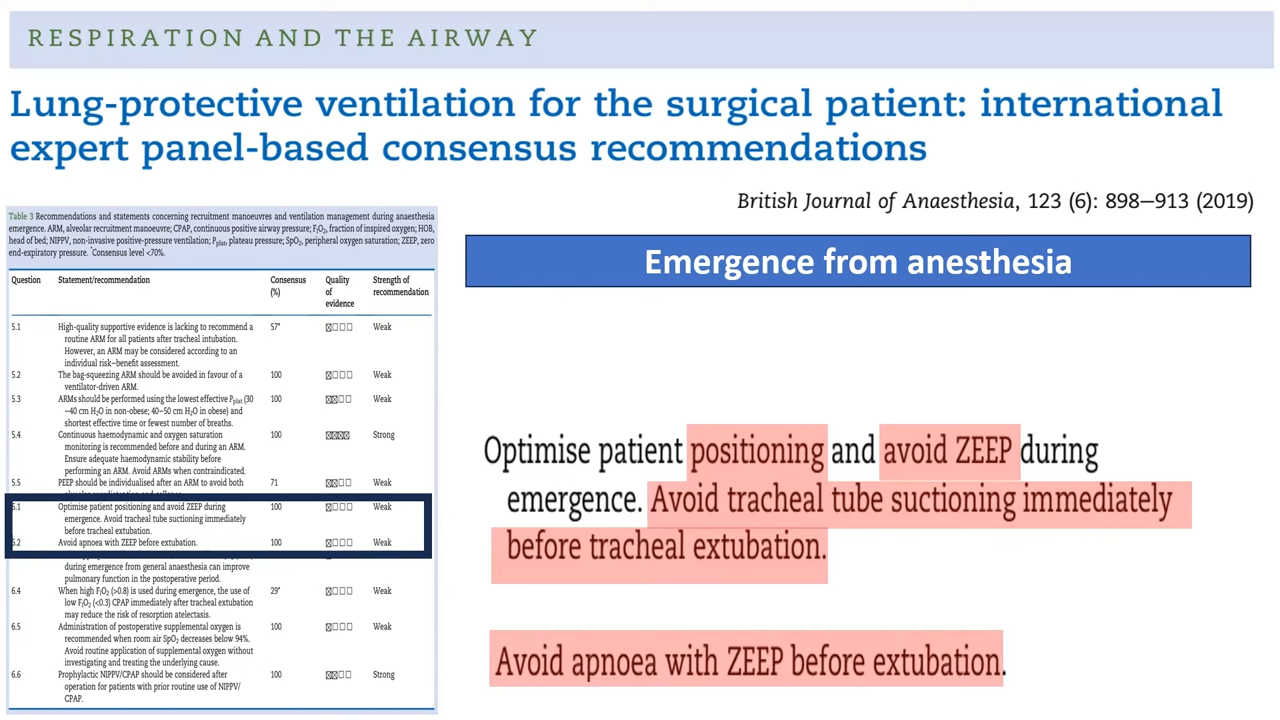 RESPIRATION AND THE AIRWAY
Lung-protective ventilation for the surgical patient: international
expert panel-based consensus recommendations
British Journal of Anaesthesia, 123 (6): 898–913 (2019)
Table 3 Recommendations and statements concerning recruitment manoeuvres and ventilation management during anaesthesia
emergence. ARM, alveolar recruitment manoeuvre; CPAP, continuous positive airway pressure; FIO2, fraction of inspired oxygen; HOB,
head of bed; NIPPV, non-invasive positive-pressure ventilation; Pplat, plateau pressure; SpO2, peripheral oxygen saturation; ZEEP, zero
end-expiratory pressure. *Consensus level <70%.
Question Statement/recommendation Consensus (%) Quality of evidence Strength of recommendation
5.1 High-quality supportive evidence is lacking to recommend a 57* ☒☐☐☐ Weak
routine ARM for all patients after tracheal intubation.
However, an ARM may be considered according to an
individual risk–benefit assessment.
5.2 The bag-squeezing ARM should be avoided in favour of a 100 ☒☐☐☐ Weak
ventilator-driven ARM.
5.3 ARMs should be performed using the lowest effective Pplat (30 100 ☒☒☐☐ Weak
–40 cm H2O in non-obese; 40–50 cm H2O in obese) and
shortest effective time or fewest number of breaths.
5.4 Continuous haemodynamic and oxygen saturation 100 ☒☒☒☒ Strong
monitoring is recommended before and during an ARM.
Ensure adequate haemodynamic stability before
performing an ARM. Avoid ARMs when contraindicated.
5.5 PEEP should be individualised after an ARM to avoid both 71 ☒☒☐☐ Weak
.1 Optimise patient positioning and avoid ZEEP during 100 ☒☐☐☐ Weak
emergence. Avoid tracheal tube suctioning immediately
before tracheal extubation.
.2 Avoid apnoea with ZEEP before extubation. 100 ☒☐☐☐ Weak
during emergence from general anaesthesia can improve
pulmonary function in the postoperative period.
6.4 When high FIO2 (>0.8) is used during emergence, the use of 29* ☒☐☐☐ Weak
low FIO2 (<0.3) CPAP immediately after tracheal extubation
may reduce the risk of resorption atelectasis.
6.5 Administration of postoperative supplemental oxygen is 100 ☒☐☐☐ Weak
recommended when room air SpO2 decreases below 94%.
Avoid routine application of supplemental oxygen without
investigating and treating the underlying cause.
6.6 Prophylactic NIPPV/CPAP should be considered after 100 ☒☒☐☐ Strong
operation for patients with prior routine use of NIPPV/
CPAP.
Emergence from anesthesia
Optimise patient positioning and avoid ZEEP during
emergence. Avoid tracheal tube suctioning immediately
before tracheal extubation.
Avoid apnoea with ZEEP before extubation.